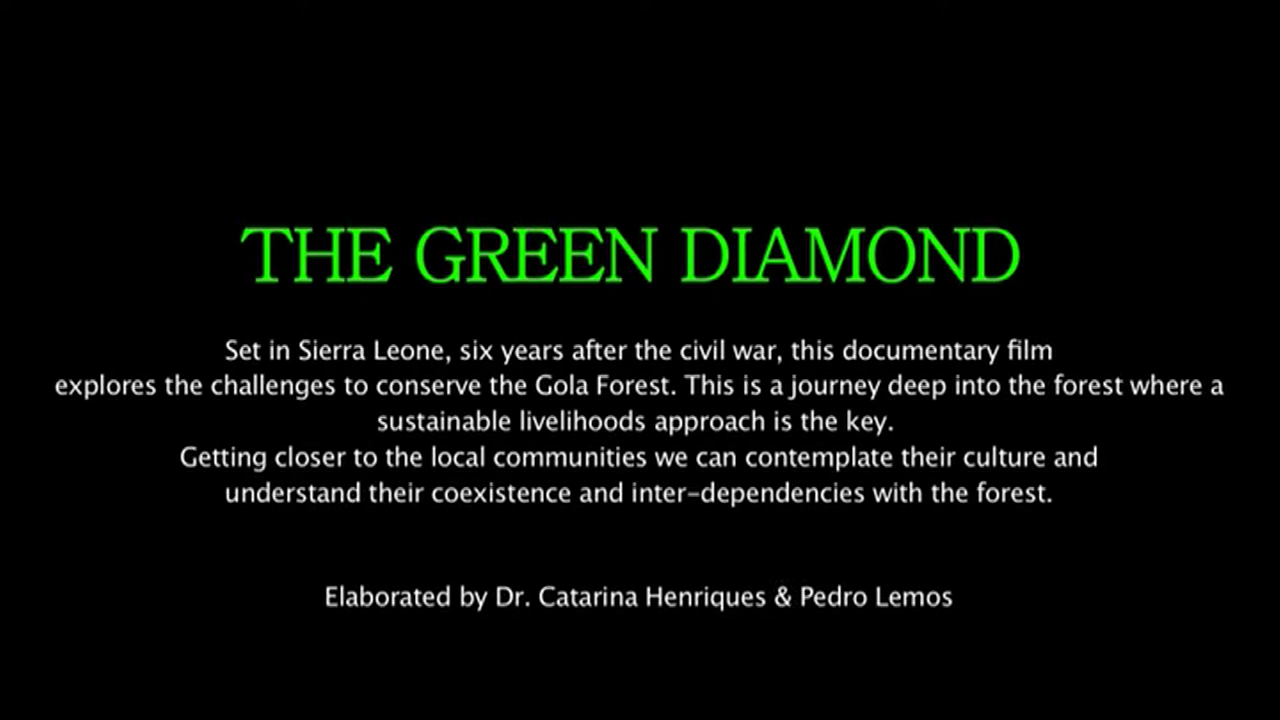 THE GREEN DIAMOND
Set in Sierra Leone, six years after the civil war, this documentary film
explores the challenges to conserve the Gola Forest. This is a journey deep into the forest where a
sustainable livelihoods approach is the key.
Getting closer to the local communities we can contemplate their culture and
understand their coexistence and inter-dependencies with the forest.
Elaborated by Dr. Catarina Henriques & Pedro Lemos